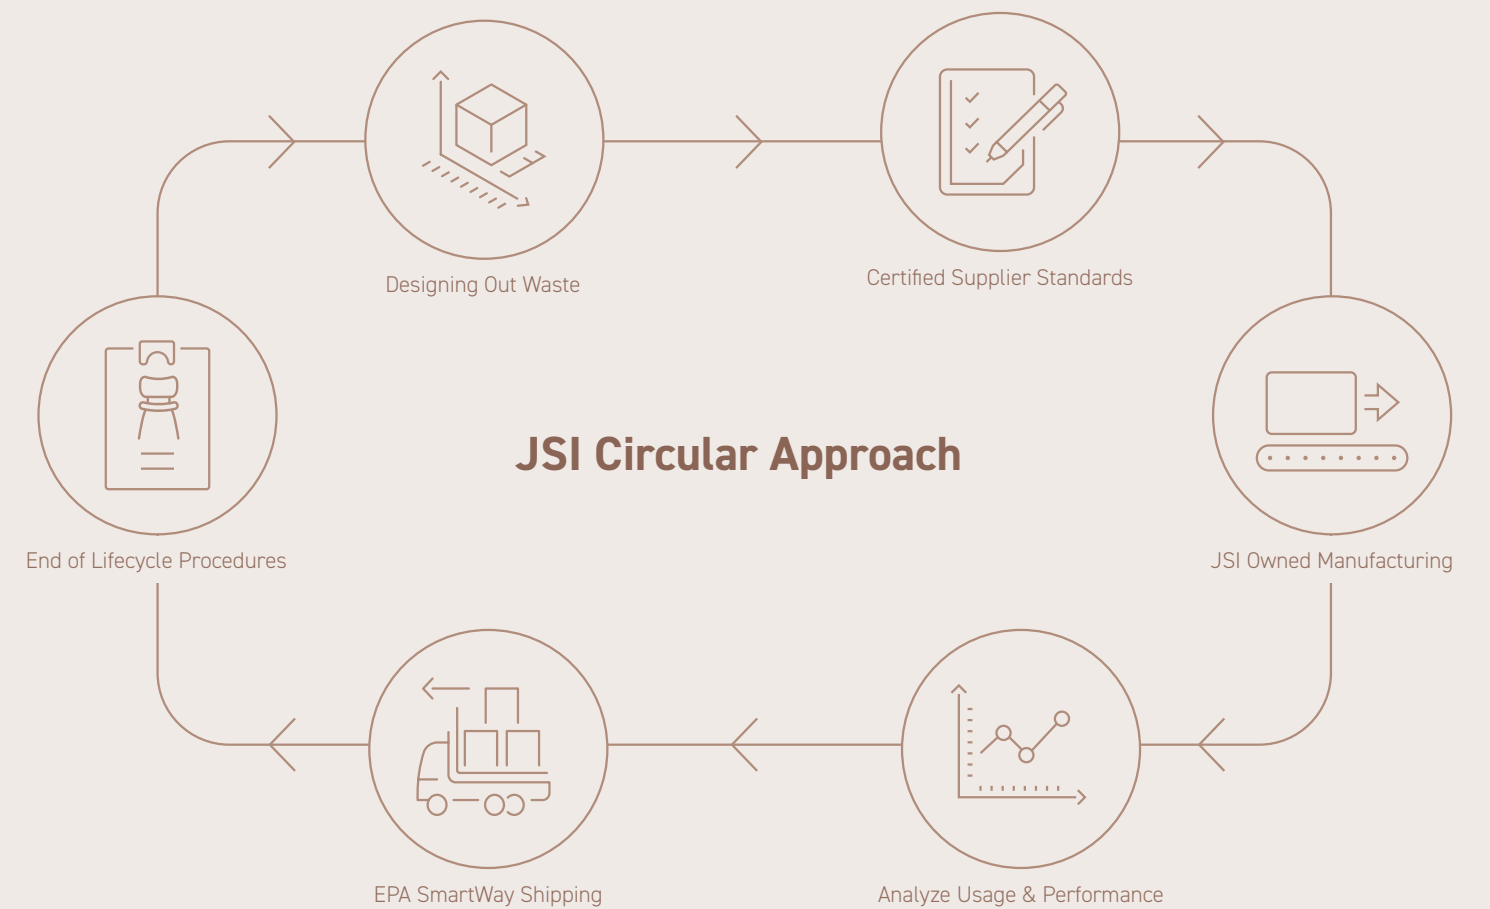 Designing Out Waste
Certified Supplier Standards
JSI Circular Approach
End of Lifecycle Procedures
JSI Owned Manufacturing
EPA SmartWay Shipping
Analyze Usage & Performance